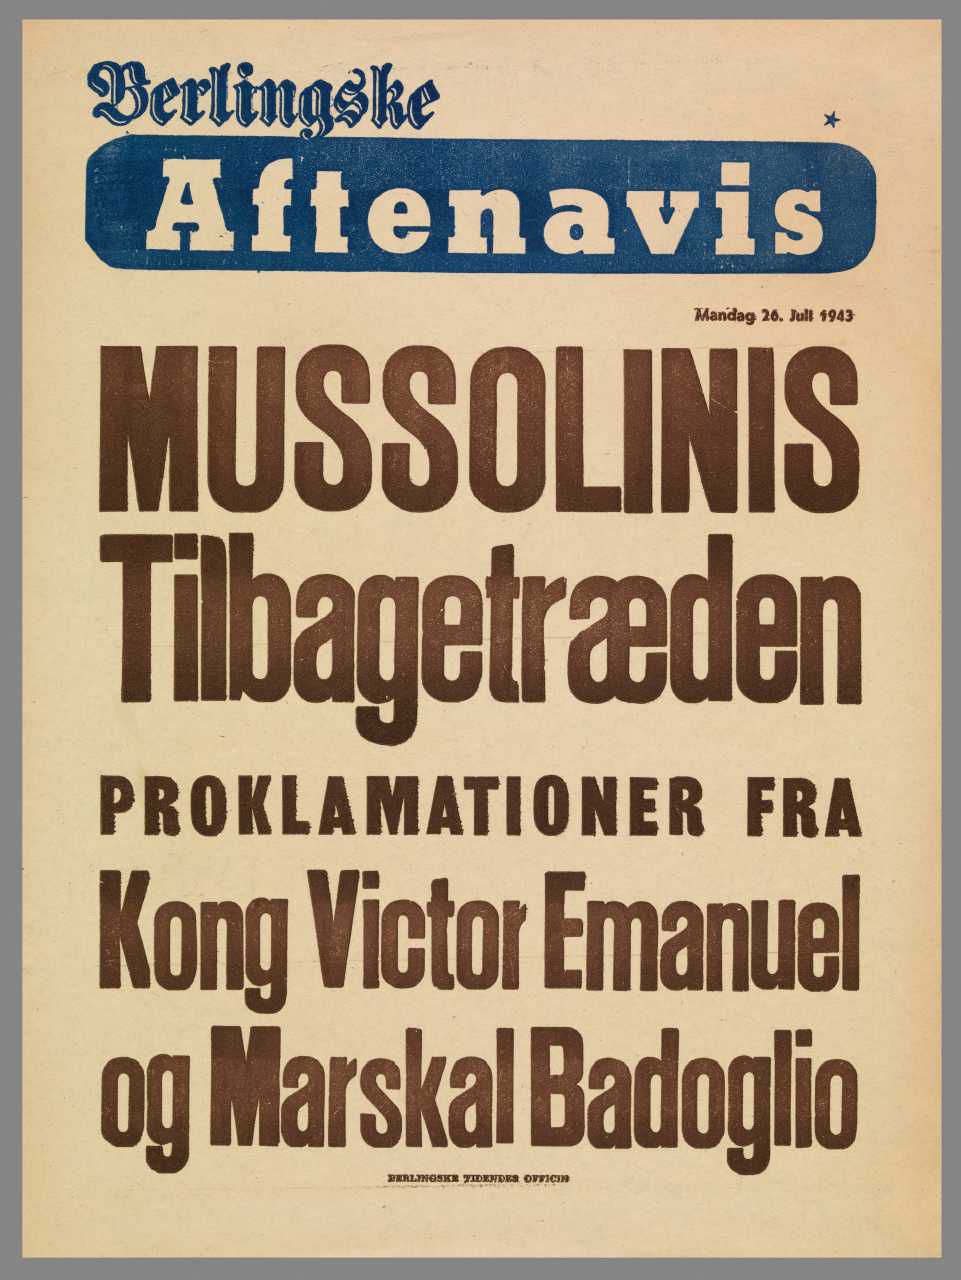 Berlingske
Aftenavis
Mandag 26. Juli 1943
MUSSOLINIS
Tilbagetræden
PROKLAMATIONER FRA
Kong Victor Emanuel
og Marskal Badoglio
BERLINGSKE TIDENDES OFFICIN